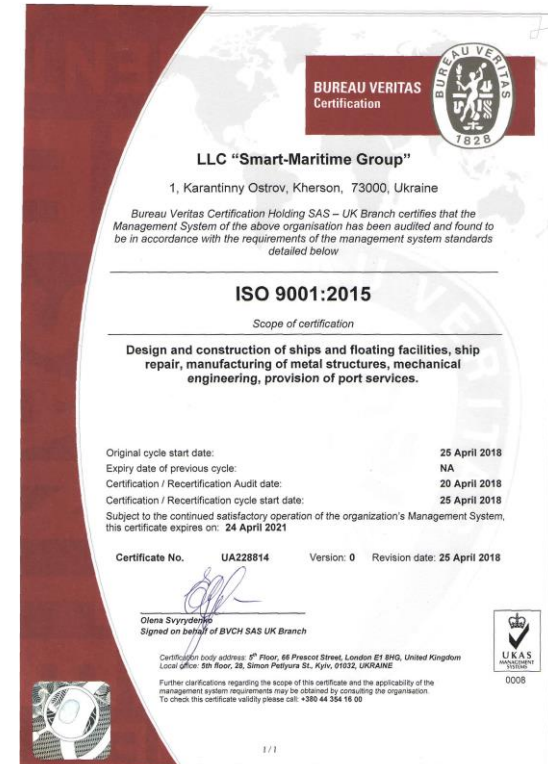 BUREAU VERITAS
Certification
BUREAU VERITAS
1828
LLC “Smart-Maritime Group”
1, Karantinny Ostrov, Kherson, 73000, Ukraine
Bureau Veritas Certification Holding SAS – UK Branch certifies that the
Management System of the above organisation has been audited and found to
be in accordance with the requirements of the management system standards
detailed below
ISO 9001:2015
Scope of certification
Design and construction of ships and floating facilities, ship
repair, manufacturing of metal structures, mechanical
engineering, provision of port services.
Original cycle start date: 25 April 2018
Expiry date of previous cycle: NA
Certification / Recertification Audit date: 20 April 2018
Certification / Recertification cycle start date: 25 April 2018
Subject to the continued satisfactory operation of the organization's Management System,
this certificate expires on: 24 April 2021
Certificate No. UA228814 Version: 0 Revision date: 25 April 2018
Olena Svyrydenko
Signed on behalf of BVCH SAS UK Branch
Certification body address: 5th Floor, 66 Prescot Street, London E1 8HG, United Kingdom
Local office: 5th floor, 28, Simon Petlyura St., Kyiv, 01032, UKRAINE
Further clarifications regarding the scope of this certificate and the applicability of the
management system requirements may be obtained by consulting the organisation.
To check this certificate validity please call: +380 44 354 16 00
UKAS
MANAGEMENT
SYSTEMS
0008
1/1